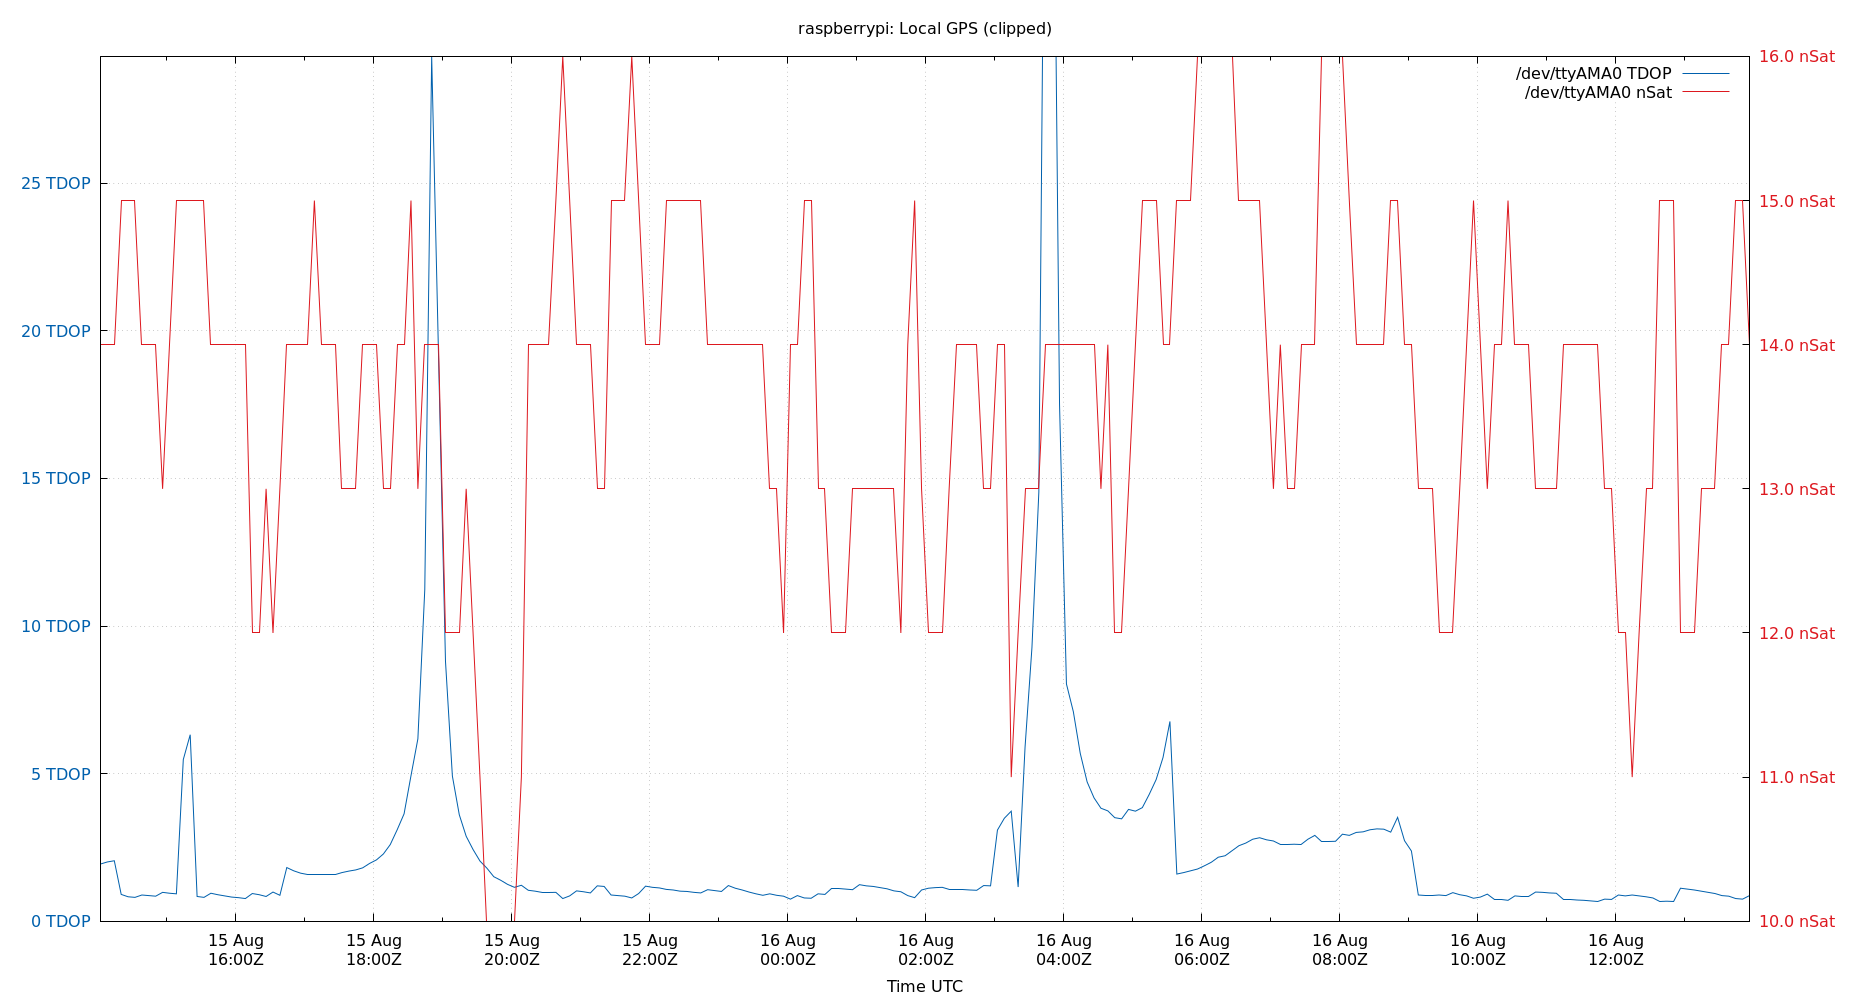 raspberrypi: Local GPS (clipped)
/dev/ttyAMA0 TDOP
/dev/ttyAMA0 nSat
25 TDOP
20 TDOP
15 TDOP
10 TDOP
5 TDOP
0 TDOP
16.0 nSat
15.0 nSat
14.0 nSat
13.0 nSat
12.0 nSat
11.0 nSat
10.0 nSat
15 Aug
16:00Z
15 Aug
18:00Z
15 Aug
20:00Z
15 Aug
22:00Z
16 Aug
00:00Z
16 Aug
02:00Z
16 Aug
04:00Z
16 Aug
06:00Z
16 Aug
08:00Z
16 Aug
10:00Z
16 Aug
12:00Z
Time UTC